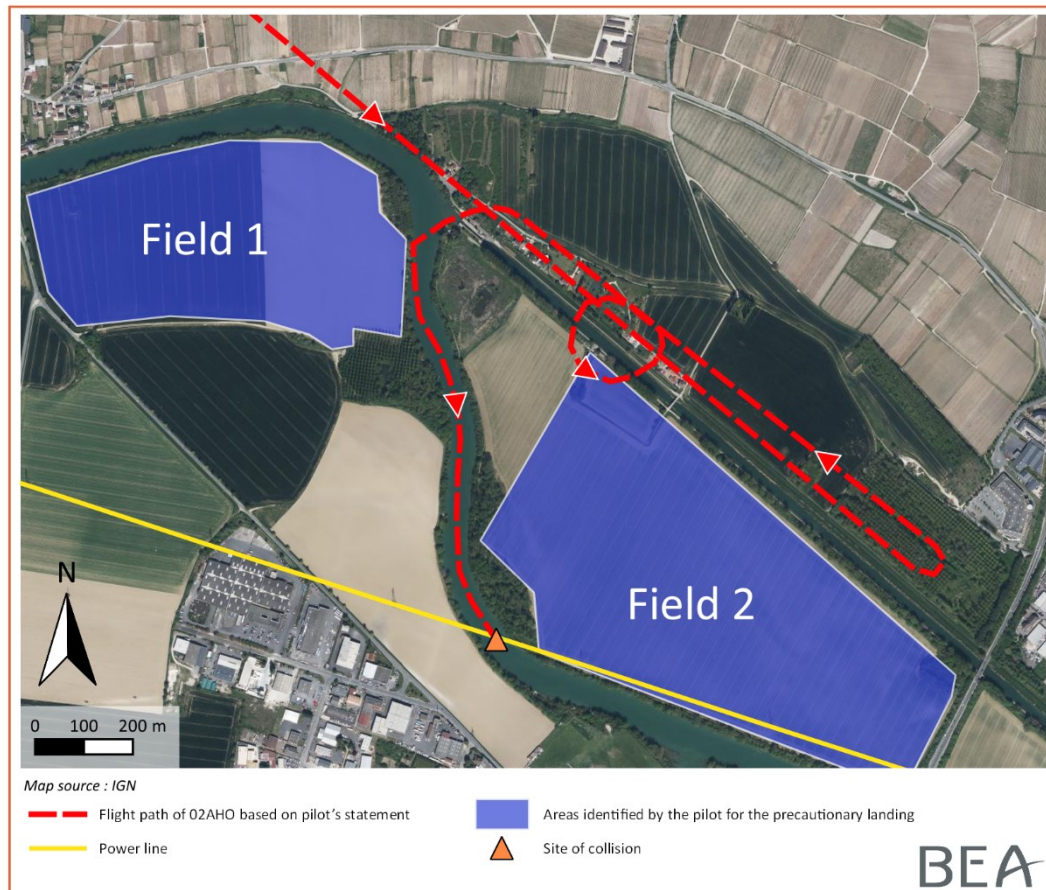 Field 1
Field 2
N
0 100 200 m
Map source : IGN
Flight path of 02AHO based on pilot's statement
Areas identified by the pilot for the precautionary landing
Power line
Site of collision
BEA